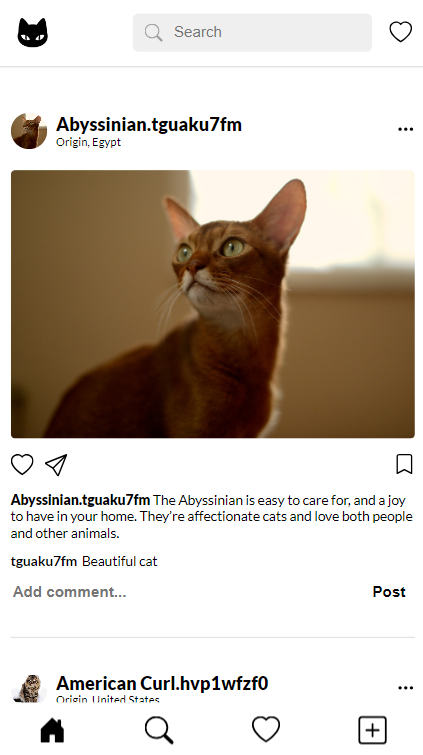 Search
Abyssinian.tguaku7fm
Origin, Egypt
Abyssinian.tguaku7fm The Abyssinian is easy to care for, and a joy
to have in your home. They're affectionate cats and love both people
and other animals.
tguaku7fm Beautiful cat
Add comment...
Post
American Curl.hvp1wfzf0
Origin, United States